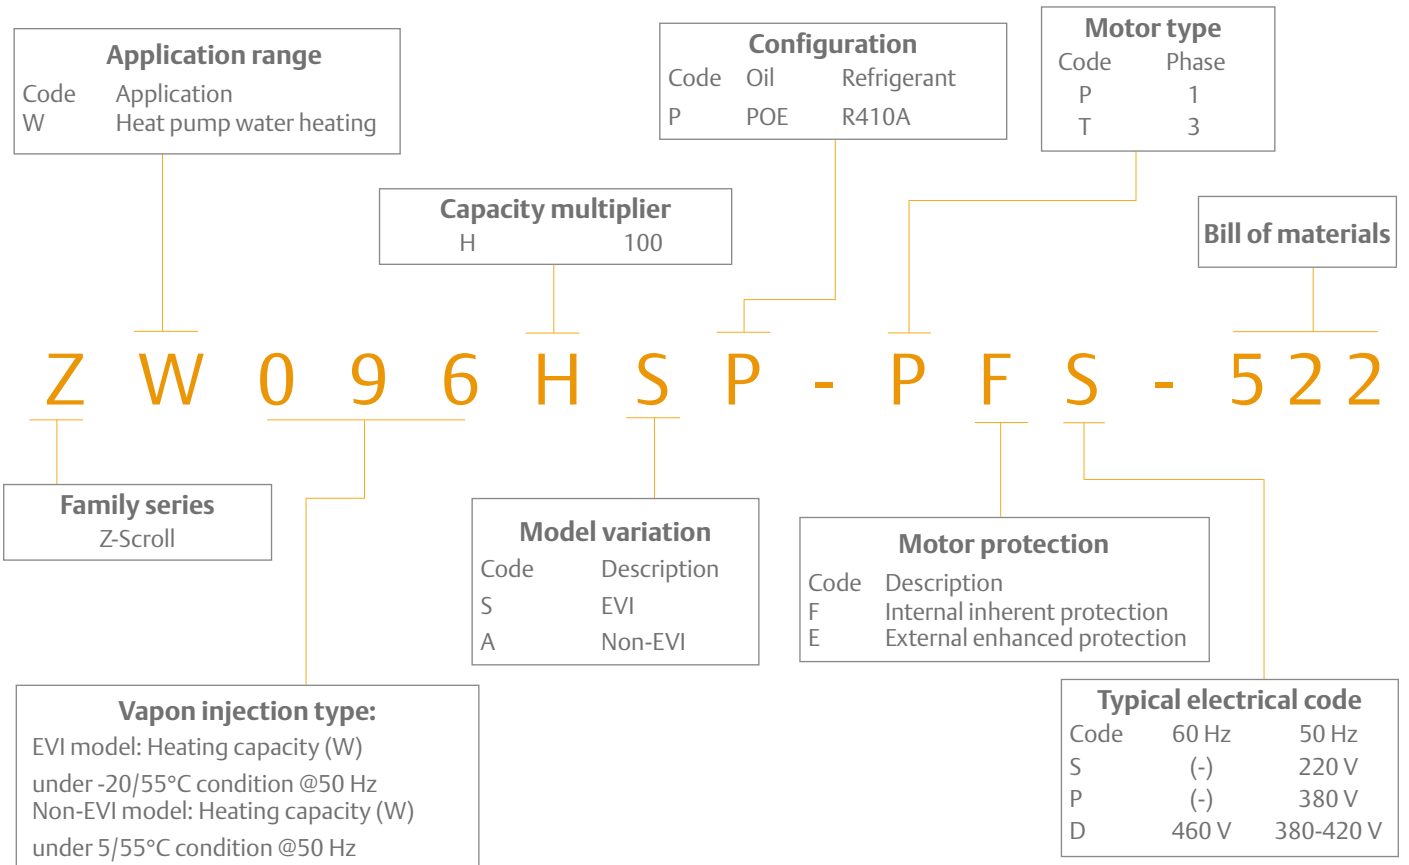 Application range
Code Application
W Heat pump water heating
Configuration
Code Oil Refrigerant
P POE R410A
Motor type
Code Phase
P 1
T 3
Capacity multiplier
H 100
Bill of materials
Z W 0 9 6 H S P - P F S - 5 2 2
Family series
Z-Scroll
Model variation
Code Description
S EVI
A Non-EVI
Motor protection
Code Description
F Internal inherent protection
E External enhanced protection
Vapon injection type:
EVI model: Heating capacity (W)
under -20/55°C condition @50 Hz
Non-EVI model: Heating capacity (W)
under 5/55°C condition @50 Hz
Typical electrical code
Code 60 Hz 50 Hz
S (-) 220 V
P (-) 380 V
D 460 V 380-420 V